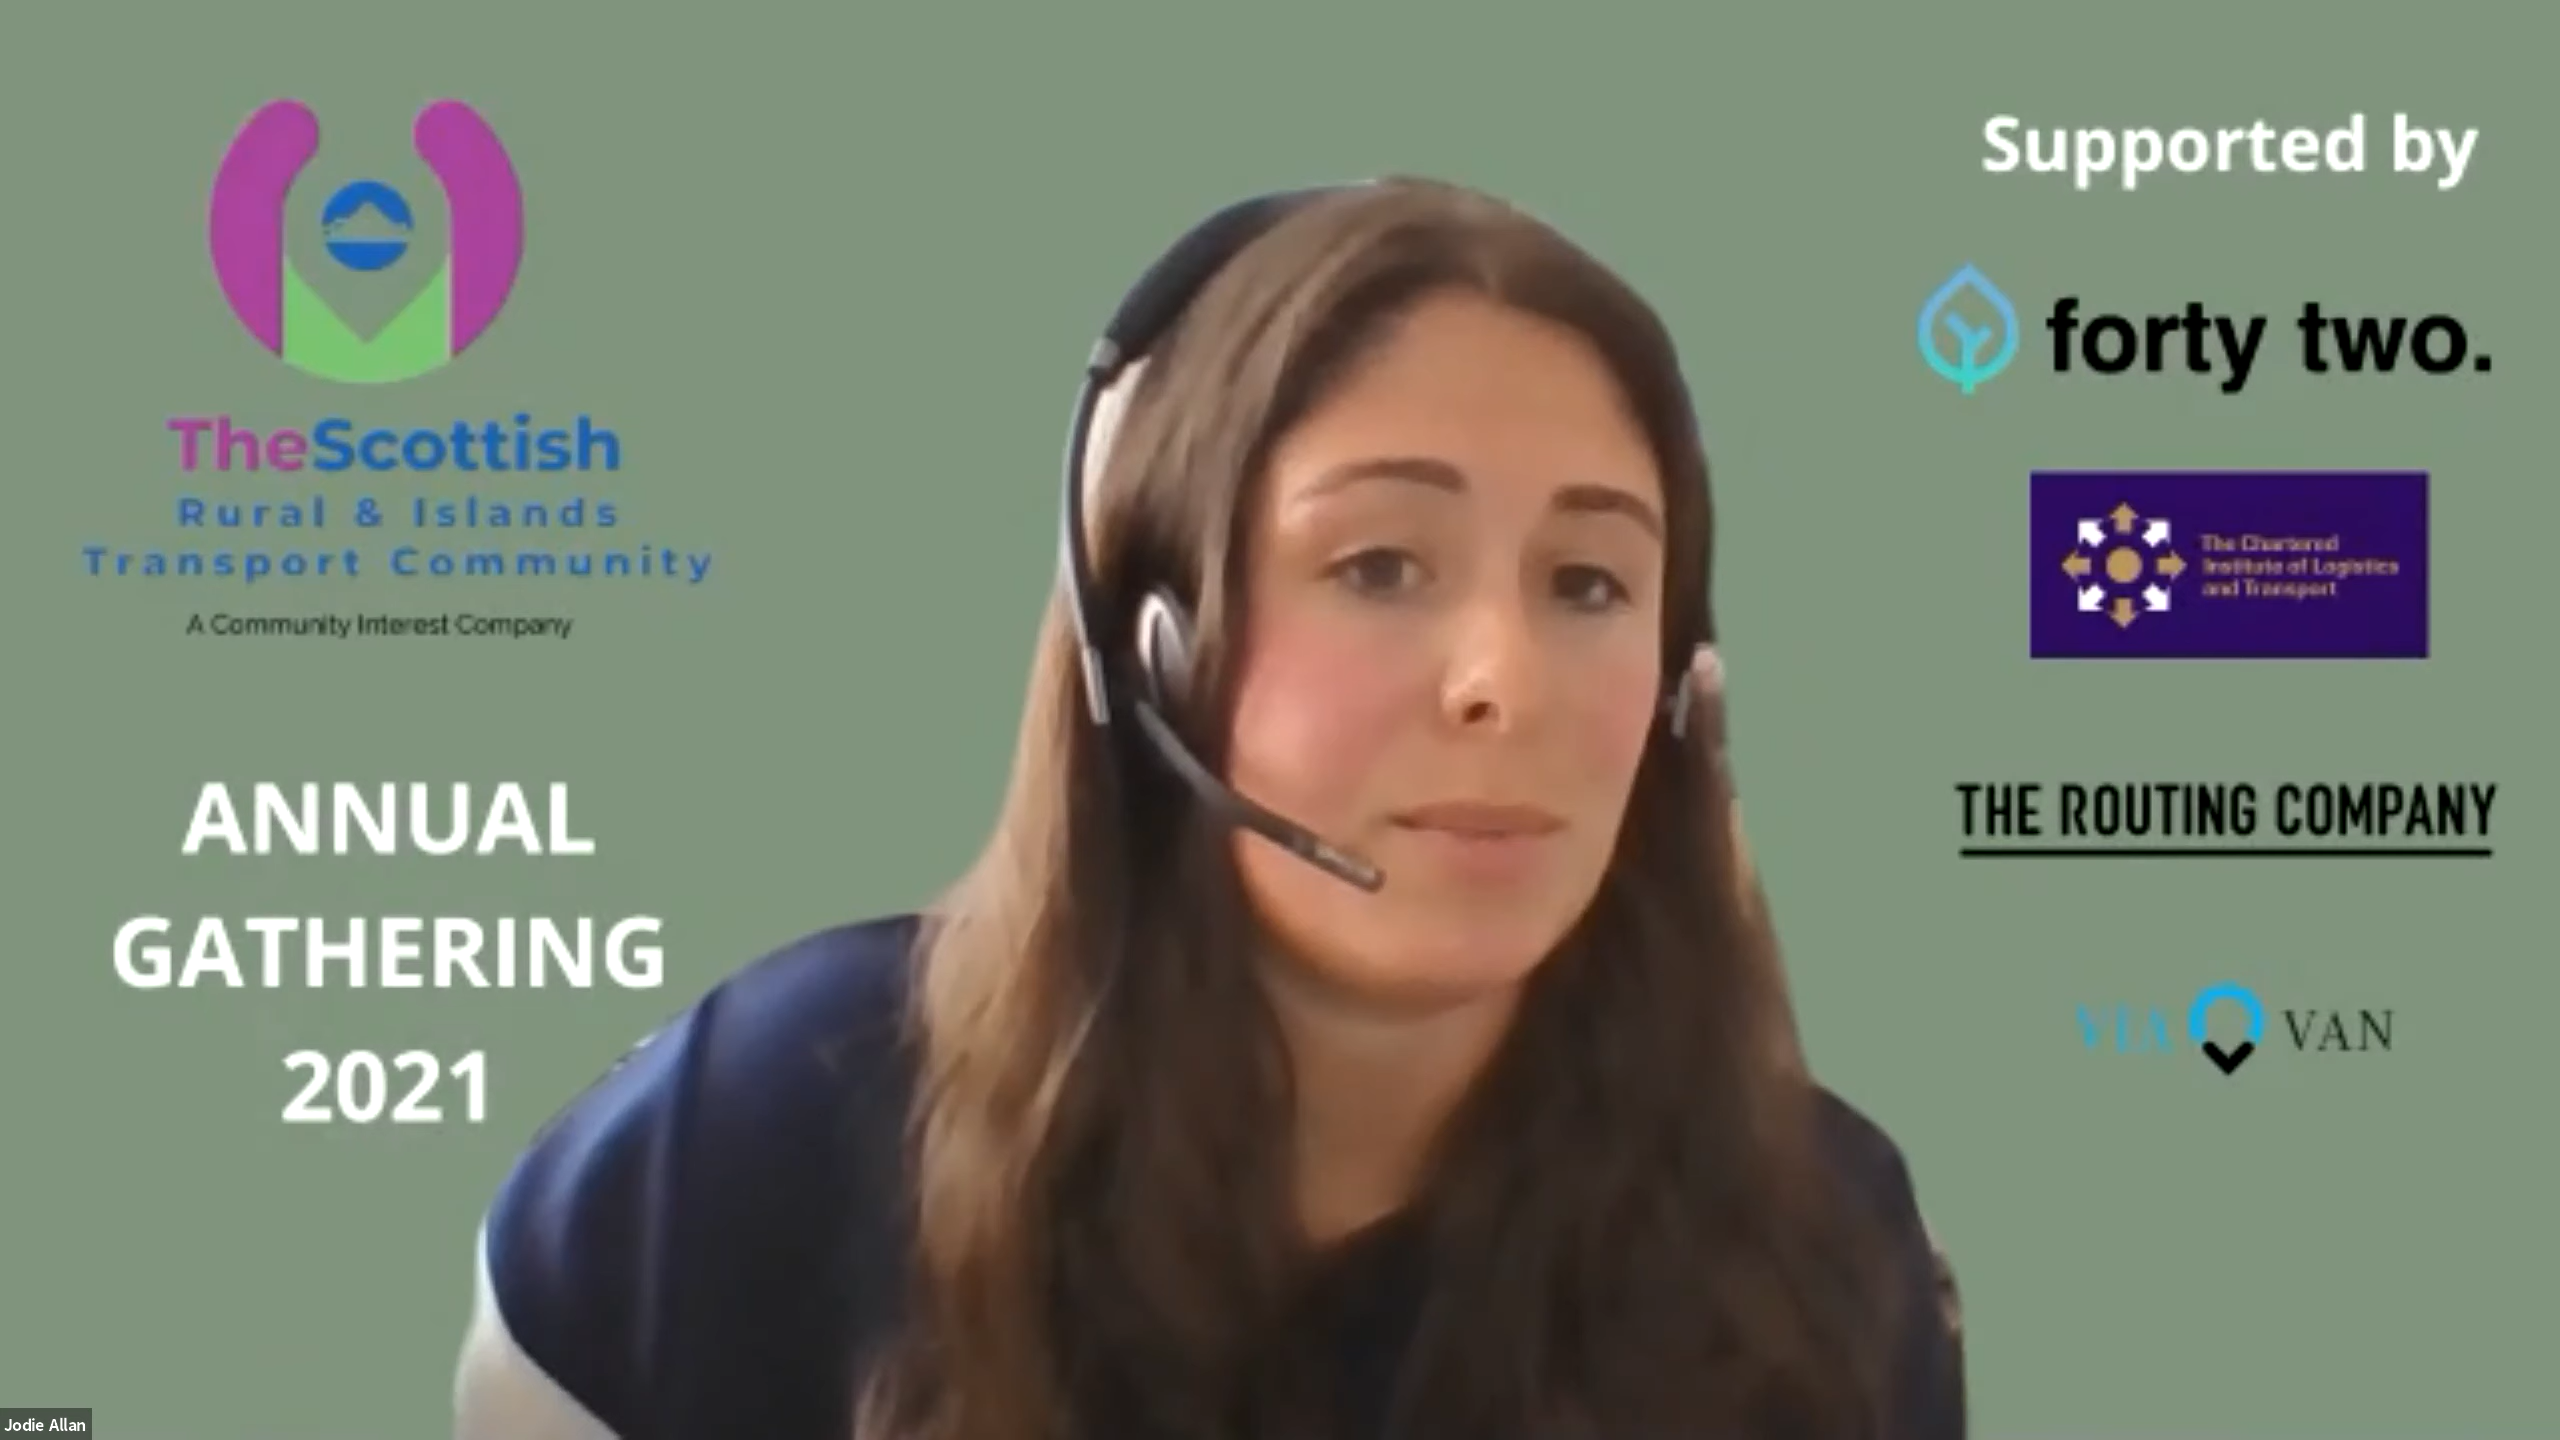 TheScottish
Rural & Islands
Transport Community
A Community Interest Company
ANNUAL
GATHERING
2021
Supported by
forty two.
The Chartered
Institute of Logistics
and Transport
THE ROUTING COMPANY
VIA VAN
Jodie Allan